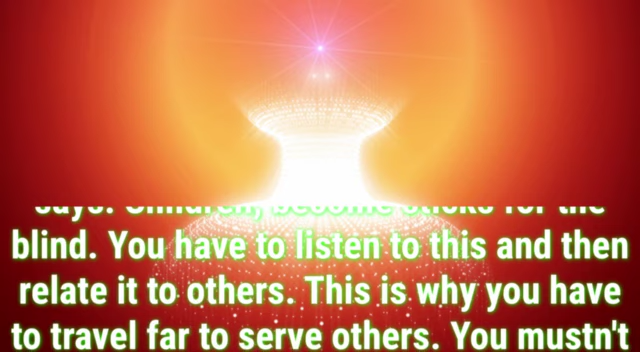 says: Children, become sticks for the
blind. You have to listen to this and then
relate it to others. This is why you have
to travel far to serve others. You mustn't